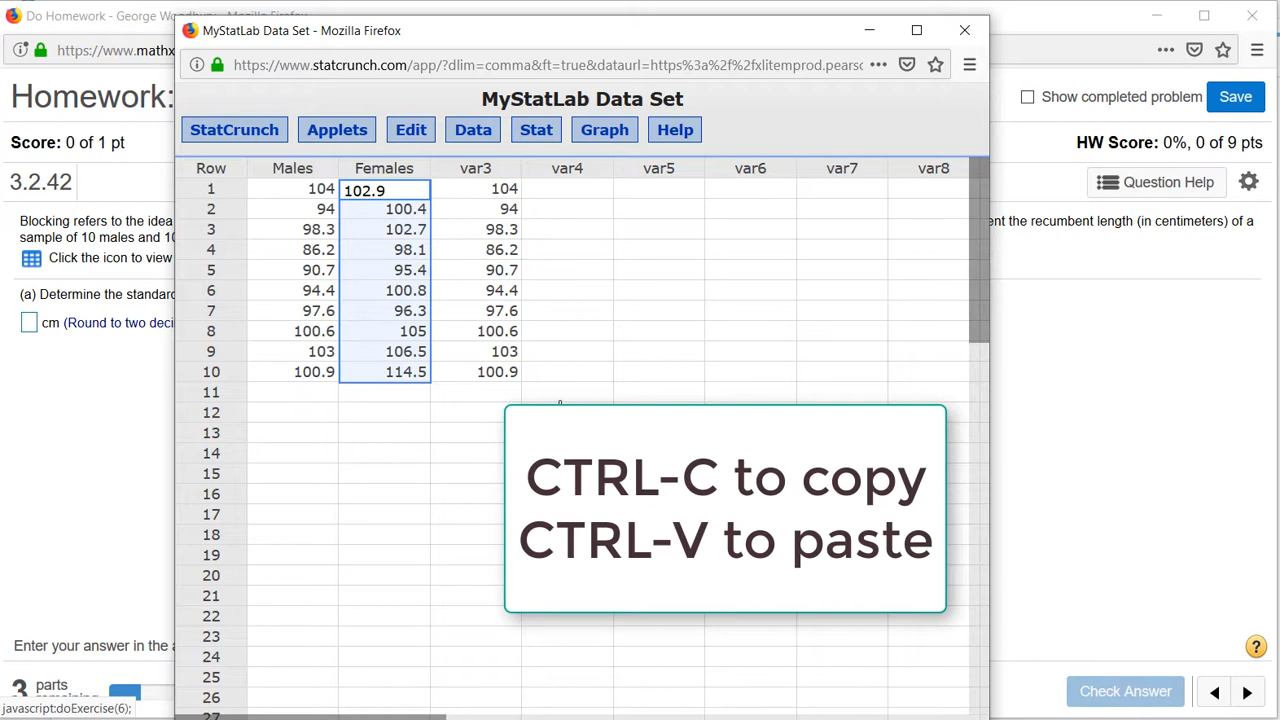 Do Homework - George Woodbury - Mozilla Firefox
MyStatLab Data Set - Mozilla Firefox
https://www.mathx
https://www.statcrunch.com/app/?dlim=comma&ft=true&dataurl=https%3a%2f%2fxlitemprod.pearsc
Homework:
MyStatLab Data Set
Show completed problem
Save
StatCrunch
Applets
Edit
Data
Stat
Graph
Help
Score: 0 of 1 pt
HW Score: 0%, 0 of 9 pts
3.2.42
Question Help
Row Males Females var3 var4 var5 var6 var7 var8
1 104 102.9 104
2 94 100.4 94
3 98.3 102.7 98.3
4 86.2 98.1 86.2
5 90.7 95.4 90.7
6 94.4 100.8 94.4
7 97.6 96.3 97.6
8 100.6 105 100.6
9 103 106.5 103
10 100.9 114.5 100.9
11
12
13
14
15
16
17
18
19
20
21
22
23
24
25
26
Blocking refers to the idea
ent the recumbent length (in centimeters) of a
sample of 10 males and 10
Click the icon to view
(a) Determine the standard
cm (Round to two deci
CTRL-C to copy
CTRL-V to paste
Enter your answer in the a
3 parts
remaining
javascript:doExercise(6);
Check Answer